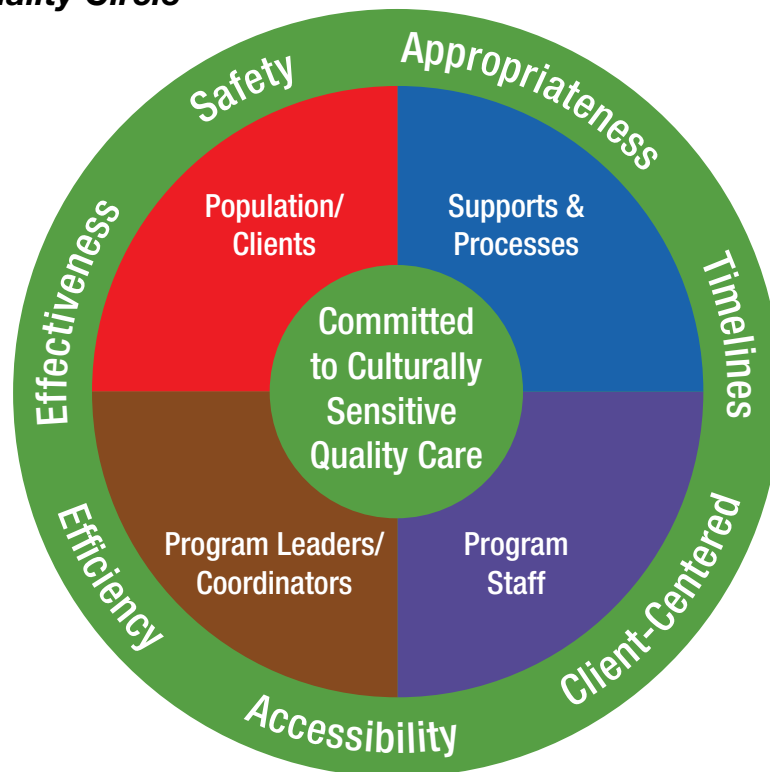 Circle
Safety
Appropriateness
Effectiveness
Timelines
Efficiency
Client-Centered
Accessibility
Population/
Clients
Supports &
Processes
Committed
to Culturally
Sensitive
Quality Care
Program Leaders/
Coordinators
Program
Staff